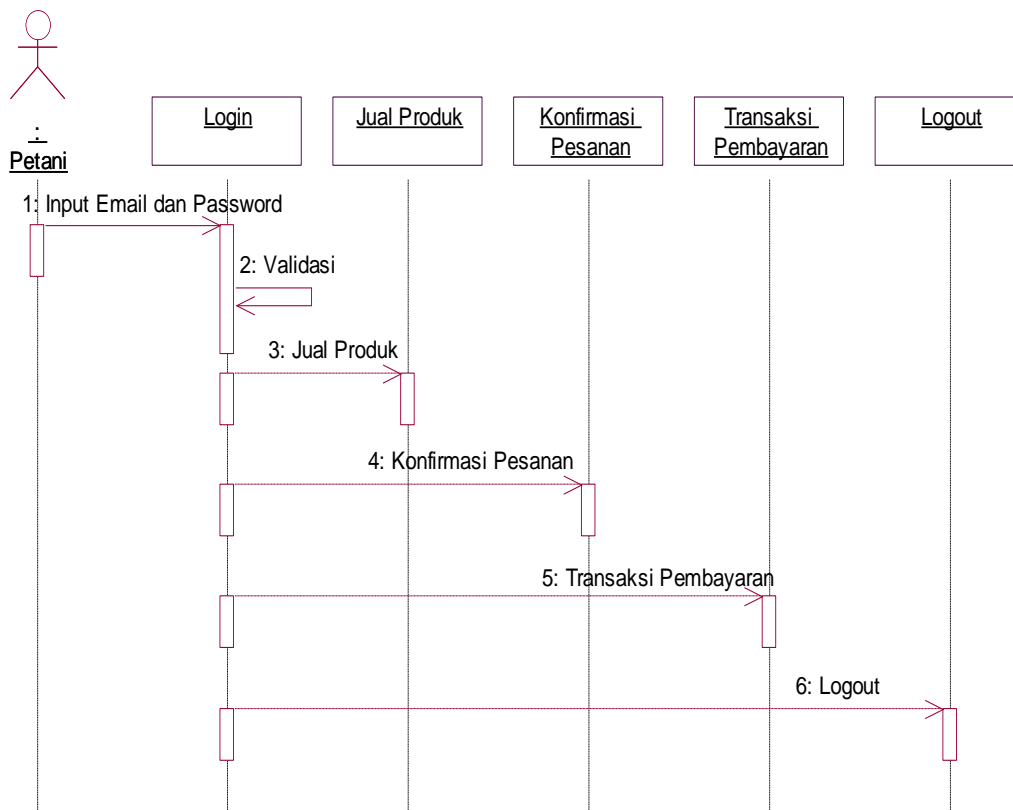 :
Petani
Login
Jual Produk
Konfirmasi
Pesanan
Transaksi
Pembayaran
Logout
1: Input Email dan Password
2: Validasi
3: Jual Produk
4: Konfirmasi Pesanan
5: Transaksi Pembayaran
6: Logout